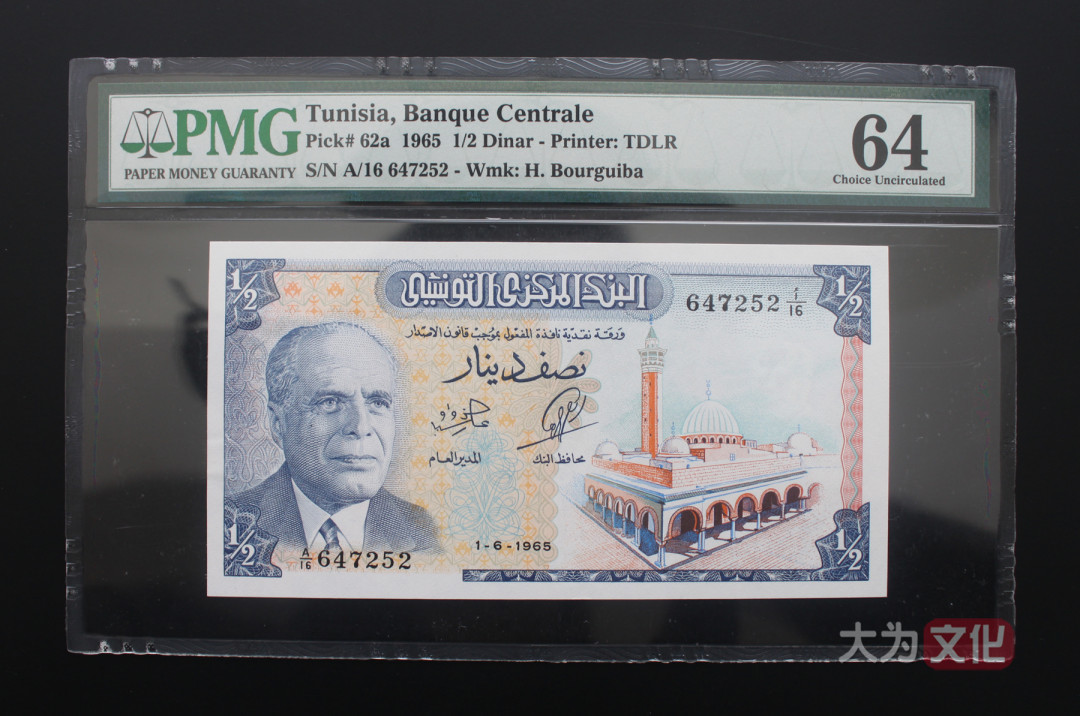 PMG
PAPER MONEY GUARANTY
Tunisia, Banque Centrale
Pick# 62a 1965 1/2 Dinar - Printer: TDLR
S/N A/16 647252 - Wmk: H. Bourguiba
64
Choice Uncirculated
1/2
البنك المركزي التونسي
647252 أ/16
1/2
ورقة نقدية نافذة المفعول بموجب قانون الاصدار
نصف دينار
محافظ البنك
المدير العام
1/2
A/16 647252
1-6-1965
1/2
大为文化